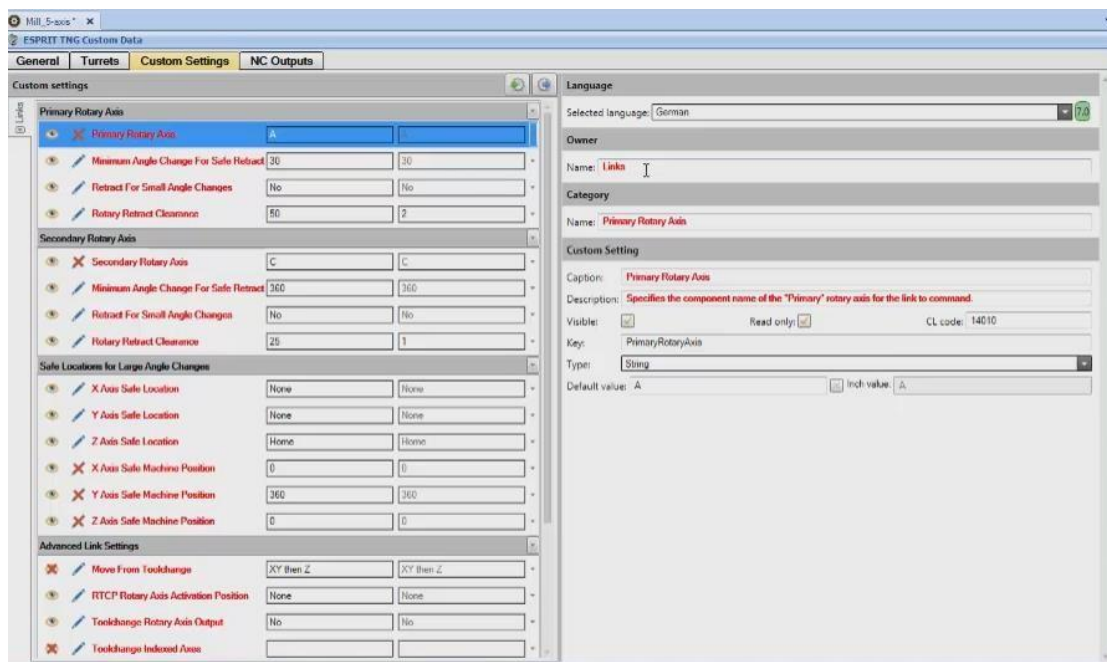 Mill_5-axis*
ESPRIT TNG Custom Data
General Turrets Custom Settings NC Outputs
Custom settings
Links
Primary Rotary Axis
Primary Rotary Axis A A
Minimum Angle Change For Safe Retract 30 30
Retract For Small Angle Changes No No
Rotary Retract Clearance 50 2
Secondary Rotary Axis
Secondary Rotary Axis C C
Minimum Angle Change For Safe Retract 360 360
Retract For Small Angle Changes No No
Rotary Retract Clearance 25 1
Safe Locations for Large Angle Changes
X Axis Safe Location None None
Y Axis Safe Location None None
Z Axis Safe Location Home Home
X Axis Safe Machine Position 0 0
Y Axis Safe Machine Position 360 360
Z Axis Safe Machine Position 0 0
Advanced Link Settings
Move From Toolchange XY then Z XY then Z
RTCP Rotary Axis Activation Position None None
Toolchange Rotary Axis Output No No
Toolchange Indexed Axes
Language
Selected language: German 7.0
Owner
Name: Links
Category
Name: Primary Rotary Axis
Custom Setting
Caption: Primary Rotary Axis
Description: Specifies the component name of the "Primary" rotary axis for the link to command.
Visible: Read only: CL code: 14010
Key: PrimaryRotaryAxis
Type: String
Default value: A Inch value: A